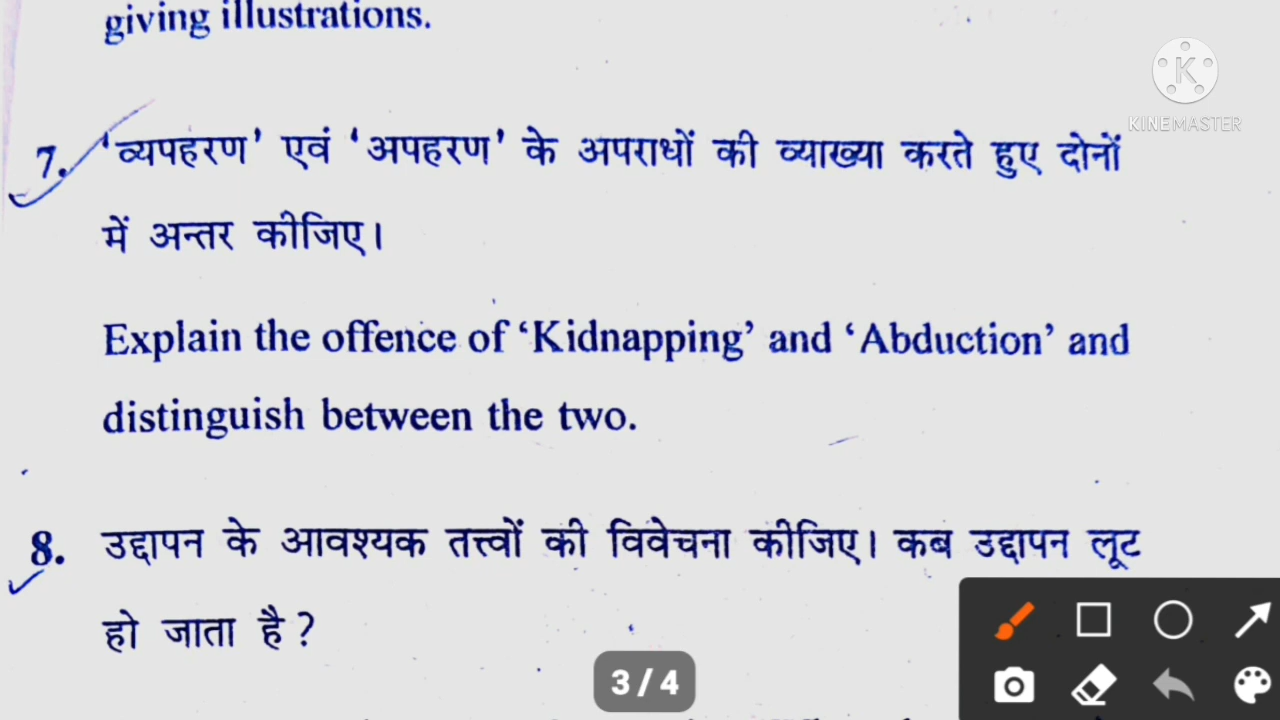 giving illustrations.
KINEMASTER
7. 'व्यपहरण' एवं 'अपहरण' के अपराधों की व्याख्या करते हुए दोनों
में अन्तर कीजिए।
Explain the offence of 'Kidnapping' and 'Abduction' and
distinguish between the two.
8. उद्दापन के आवश्यक तत्त्वों की विवेचना कीजिए। कब उद्दापन लूट
हो जाता है ?
3 / 4